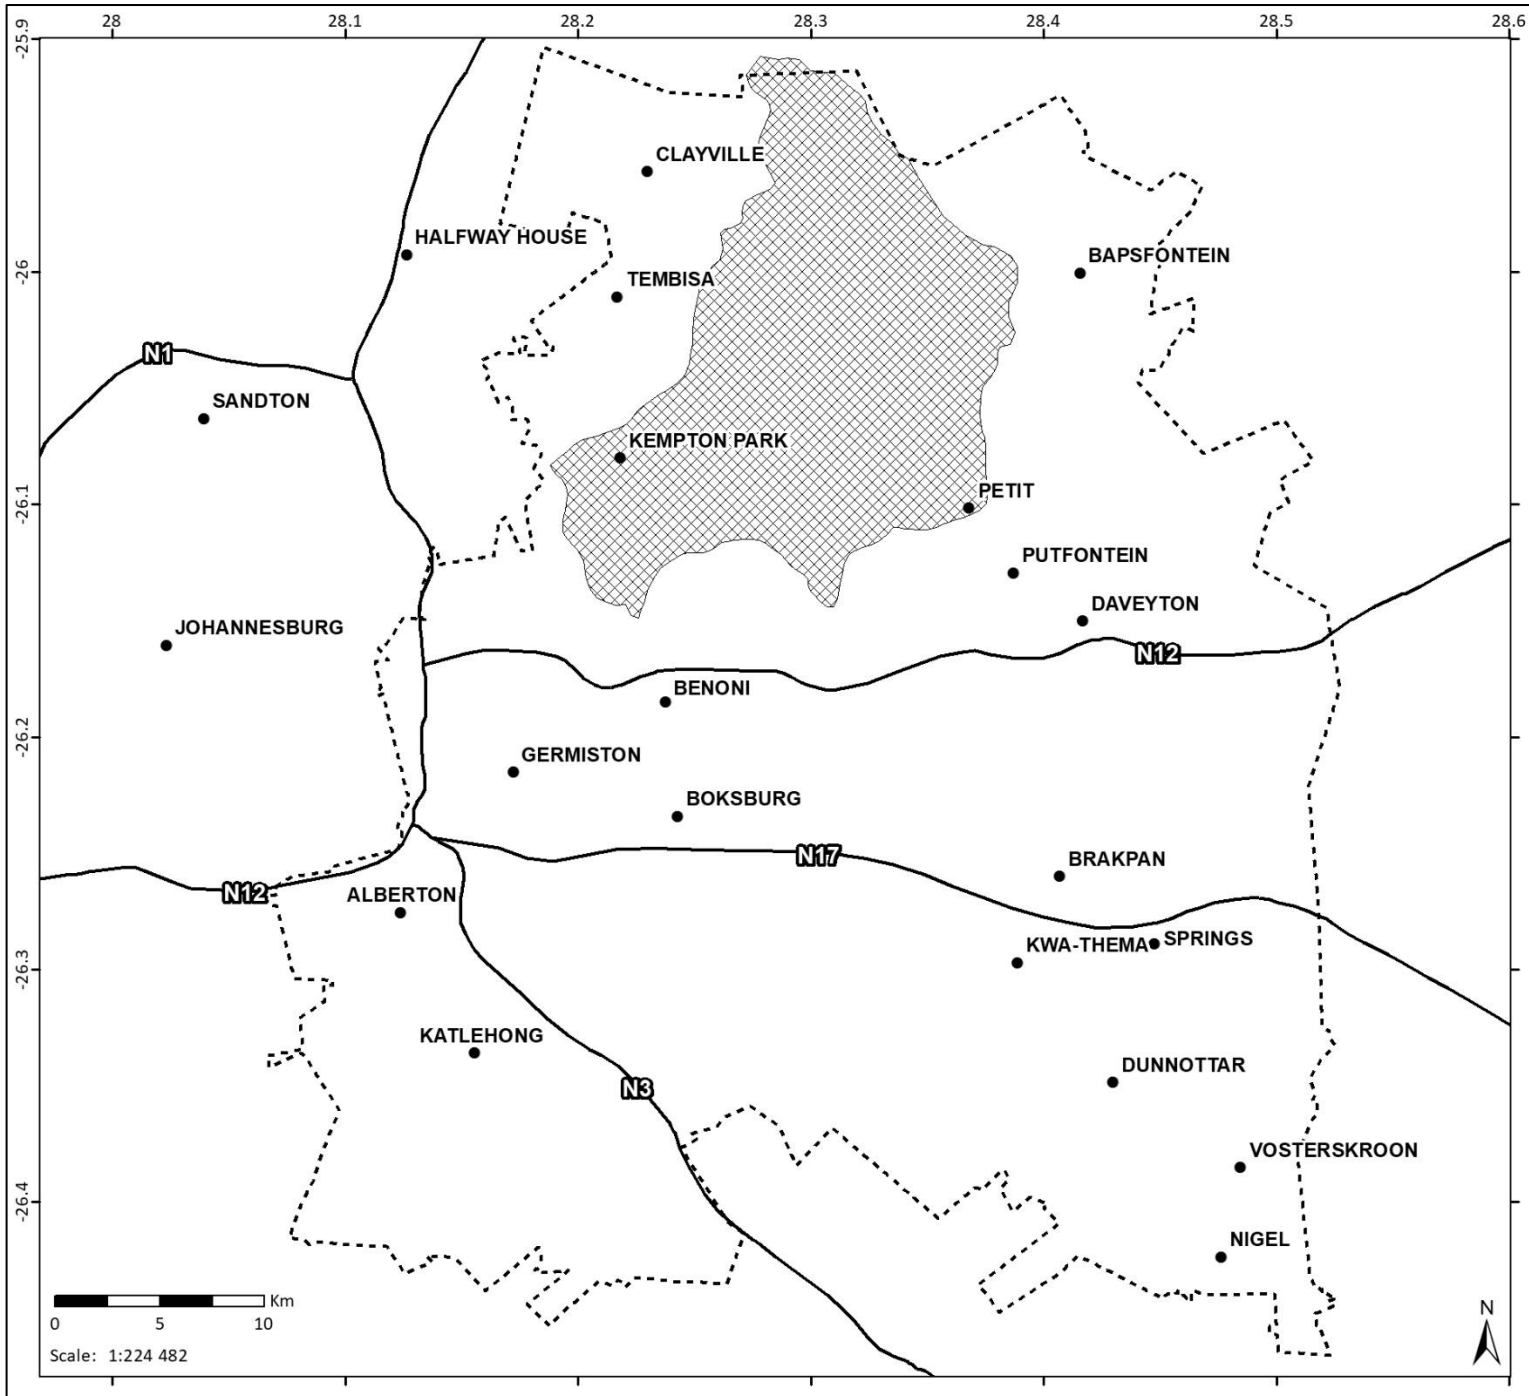 28 28.1 28.2 28.3 28.4 28.5 28.6
-25.9
CLAYVILLE
HALFWAY HOUSE
BAPSFONTEIN
-26
TEMBISA
N1
SANDTON
KEMPTON PARK
PETIT
-26.1
PUTFONTEIN
DAVEYTON
JOHANNESBURG
N12
BENONI
-26.2
GERMISTON
BOKSBURG
N17
BRAKPAN
N12
ALBERTON
KWA-THEMA
SPRINGS
-26.3
KATLEHONG
DUNNOTTAR
N3
VOSTERSKROON
-26.4
NIGEL
Km
0 5 10
Scale: 1:224 482
N